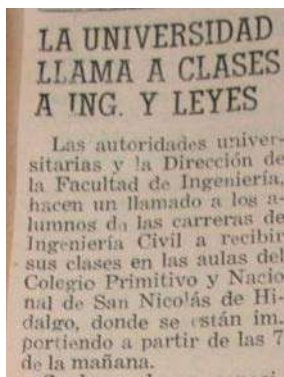 LA UNIVERSIDAD
LLAMA A CLASES
A ING. Y LEYES
Las autoridades univer-
sitarias y la Dirección de
la Facultad de Ingeniería,
hacen un llamado a los a-
lumnos de las carreras de
Ingeniería Civil a recibir
sus clases en las aulas del
Colegio Primitivo y Nacio
nal de San Nicolás de Hi-
dalgo, donde se están im.
portiendo a partir de las 7
de la mañana.